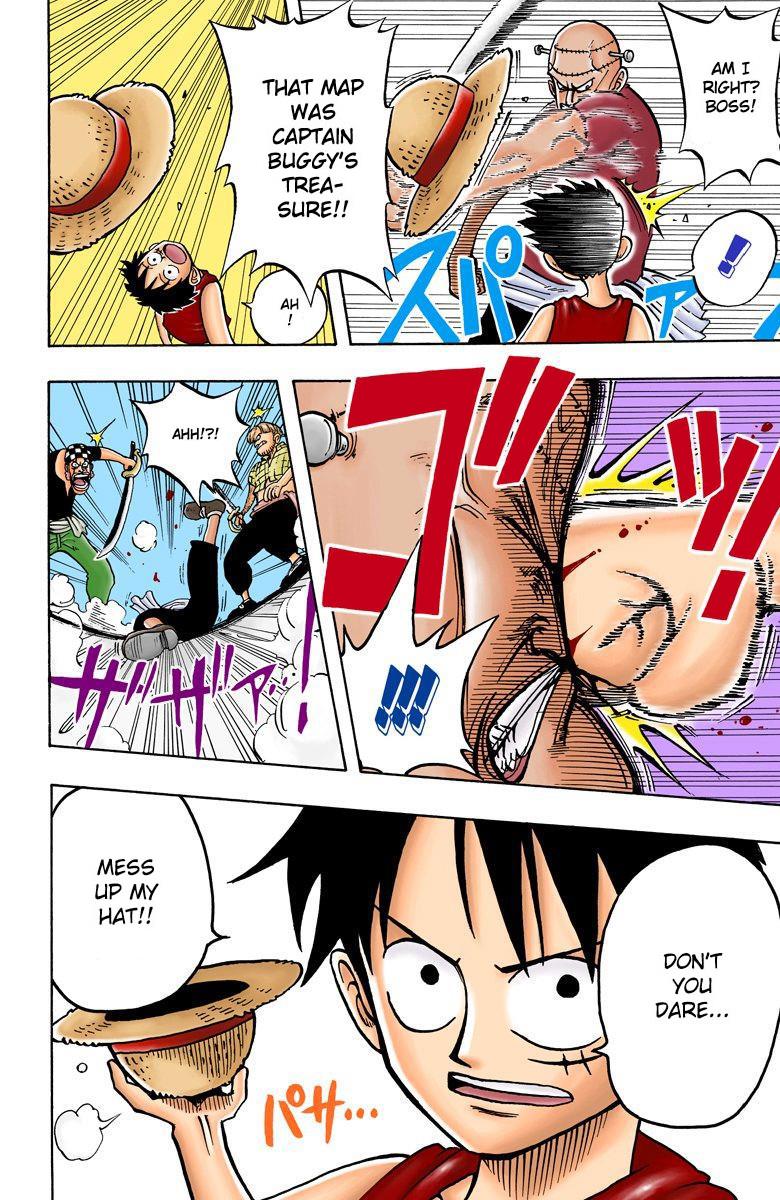 AM I
RIGHT?
BOSS!
!
スパァ
THAT MAP
WAS
CAPTAIN
BUGGY'S
TREA-
SURE!!
AH
!
ゴッ!!
!!!
AHH!?!
ザザァッ!
DON'T
YOU
DARE...
MESS
UP MY
HAT!!
パサ...